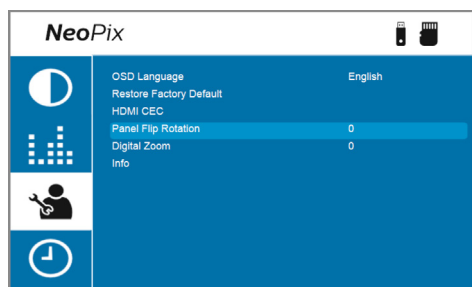 NeoPix
OSD Language English
Restore Factory Default
HDMI CEC
Panel Flip Rotation 0
Digital Zoom 0
Info